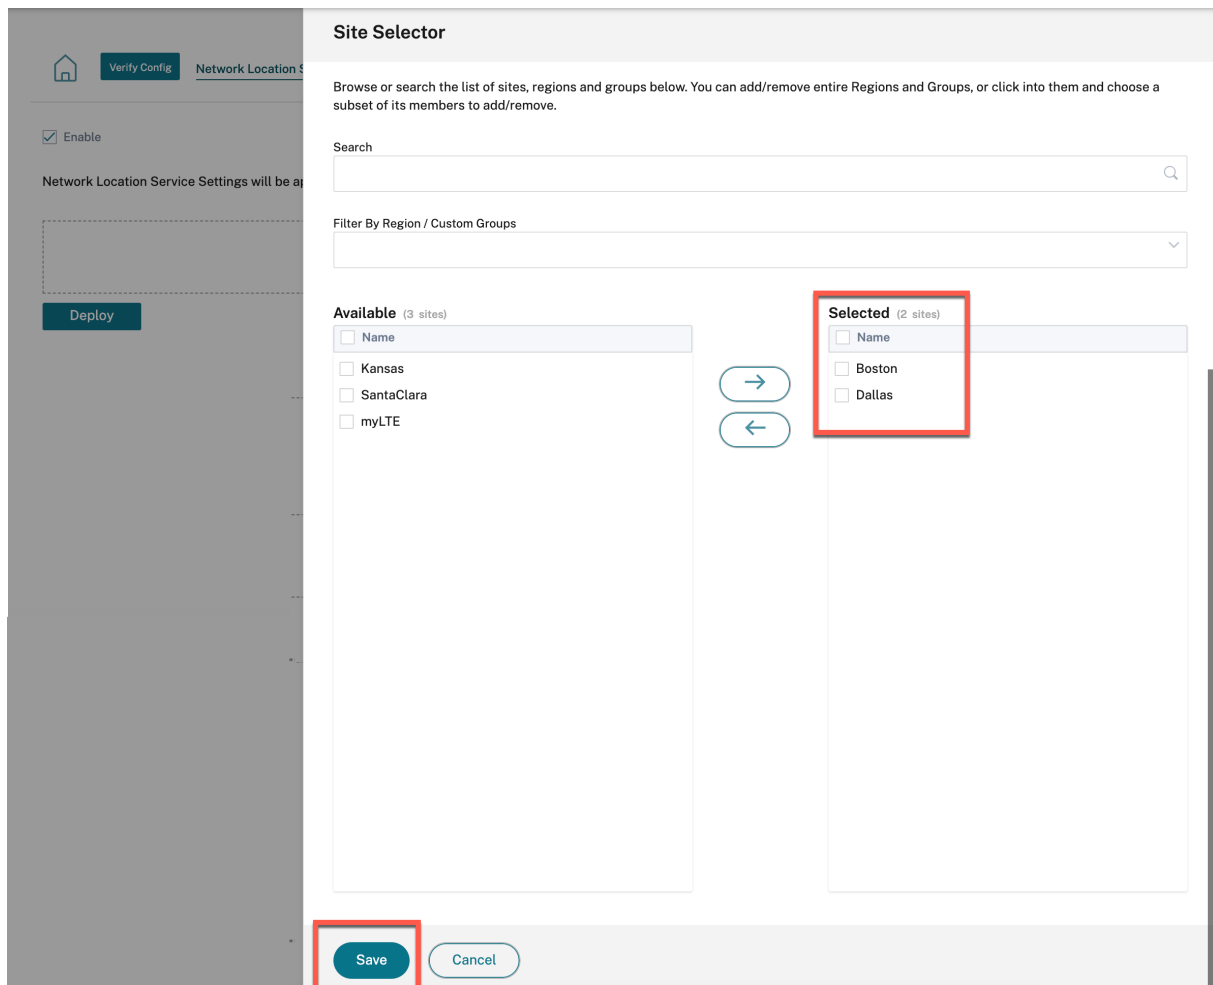 Site Selector
Verify Config
Network Location
Browse or search the list of sites, regions and groups below. You can add/remove entire Regions and Groups, or click into them and choose a
subset of its members to add/remove.
Enable
Search
Network Location Service Settings will be
Filter By Region / Custom Groups
Deploy
Available (3 sites)
Name
Kansas
SantaClara
myLTE
Selected (2 sites)
Name
Boston
Dallas
Save
Cancel